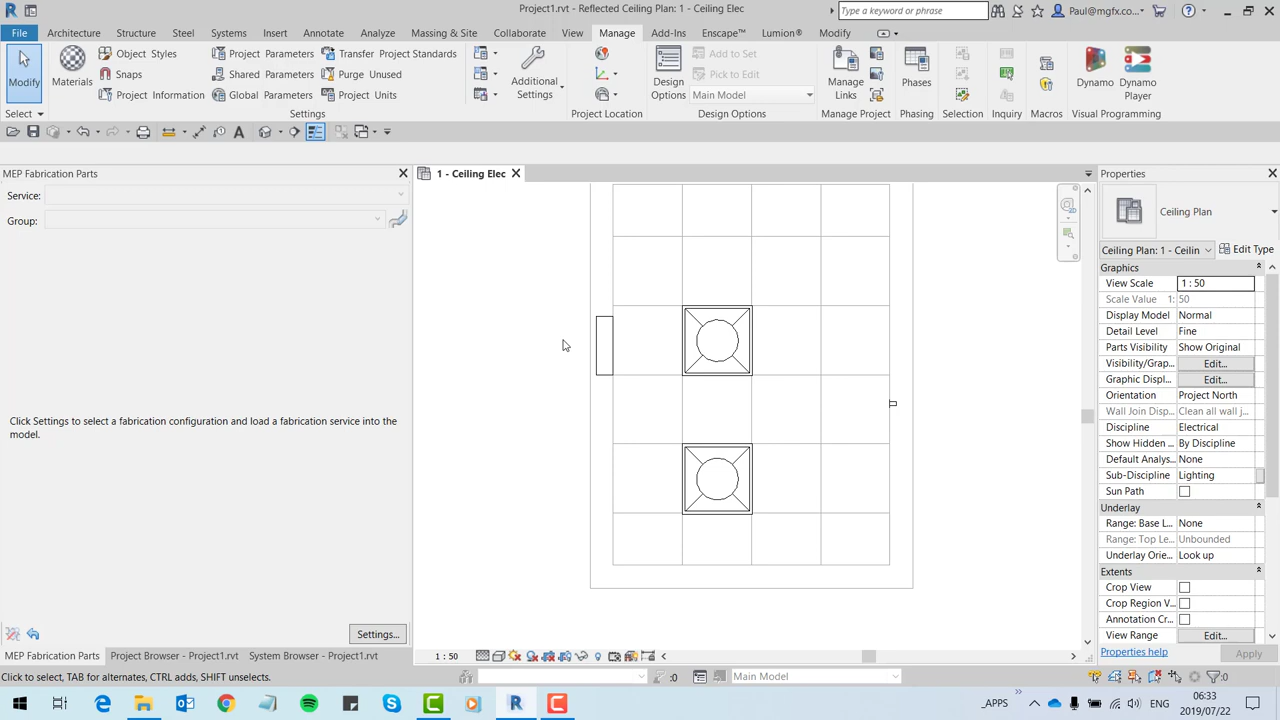 Project1.rvt - Reflected Ceiling Plan: 1 - Ceiling Elec
Type a keyword or phrase
Paul@mgfx.co...
File Architecture Structure Steel Systems Insert Annotate Analyze Massing & Site Collaborate View Manage Add-Ins Enscape™ Lumion® Modify
Modify
Materials
Object Styles
Snaps
Project Information
Project Parameters
Shared Parameters
Global Parameters
Transfer Project Standards
Purge Unused
Project Units
Additional Settings
Design Options
Add to Set
Pick to Edit
Main Model
Manage Links
Phases
Dynamo
Dynamo Player
Select
Settings
Project Location
Design Options
Manage Project
Phasing
Selection
Inquiry
Macros
Visual Programming
MEP Fabrication Parts
Service:
Group:
Click Settings to select a fabrication configuration and load a fabrication service into the
model.
Settings...
MEP Fabrication Parts
Project Browser - Project1.rvt
System Browser - Project1.rvt
1 - Ceiling Elec
1 : 50
Properties
Ceiling Plan
Ceiling Plan: 1 - Ceilin
Edit Type
Graphics
View Scale 1 : 50
Scale Value 1: 50
Display Model Normal
Detail Level Fine
Parts Visibility Show Original
Visibility/Grap... Edit...
Graphic Displ... Edit...
Orientation Project North
Wall Join Disp... Clean all wall j...
Discipline Electrical
Show Hidden ... By Discipline
Default Analys... None
Sub-Discipline Lighting
Sun Path
Underlay
Range: Base L... None
Range: Top Le... Unbounded
Underlay Orie... Look up
Extents
Crop View
Crop Region V...
Annotation Cr...
View Range Edit...
Properties help
Apply
Click to select, TAB for alternates, CTRL adds, SHIFT unselects.
:0
Main Model
:0
_APPS
ENG
06:33
2019/07/22